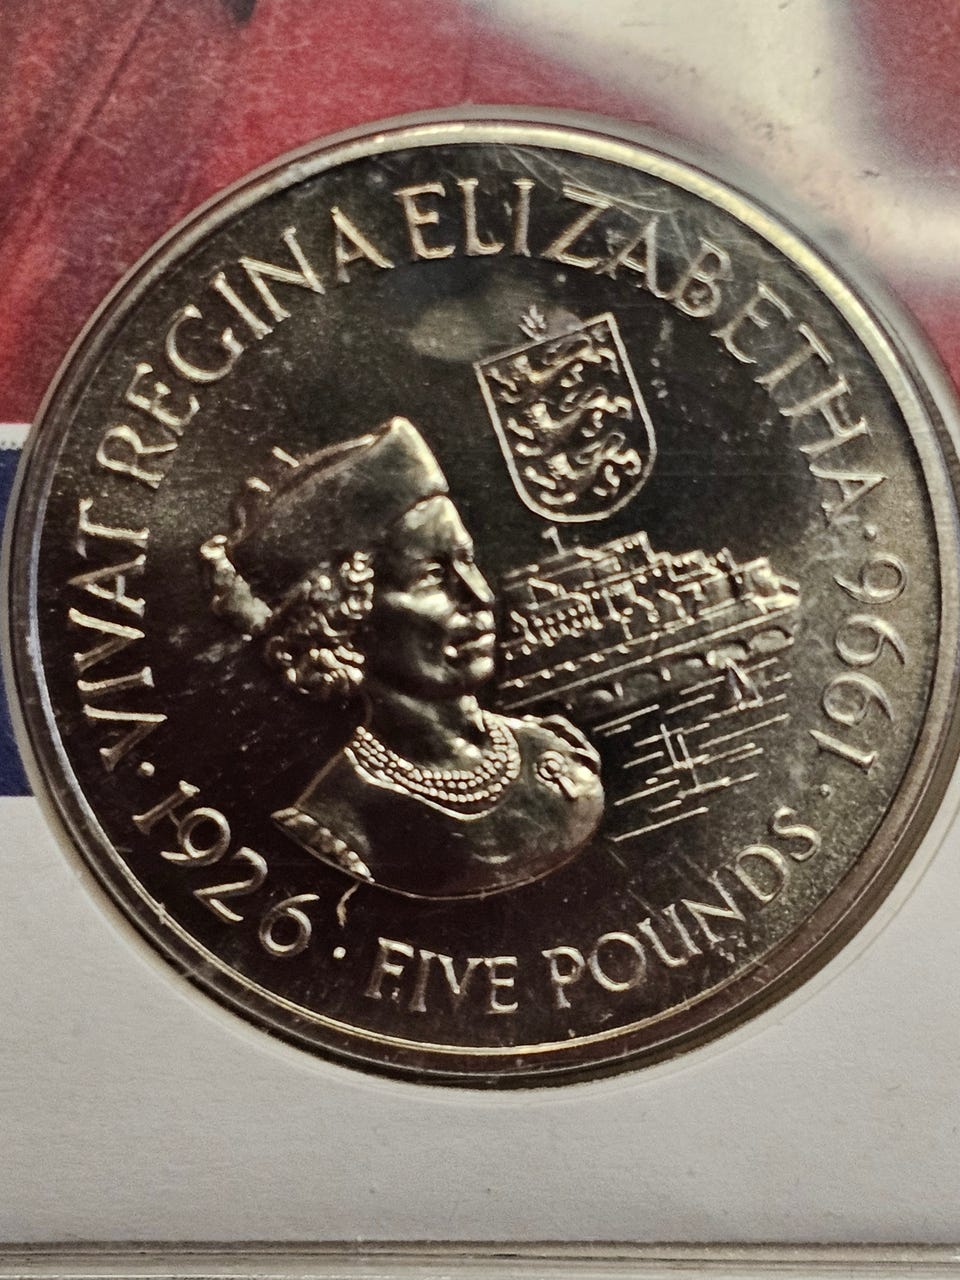 · VIVAT REGINA ELIZABETHA ·
1926 · FIVE POUNDS · 1996